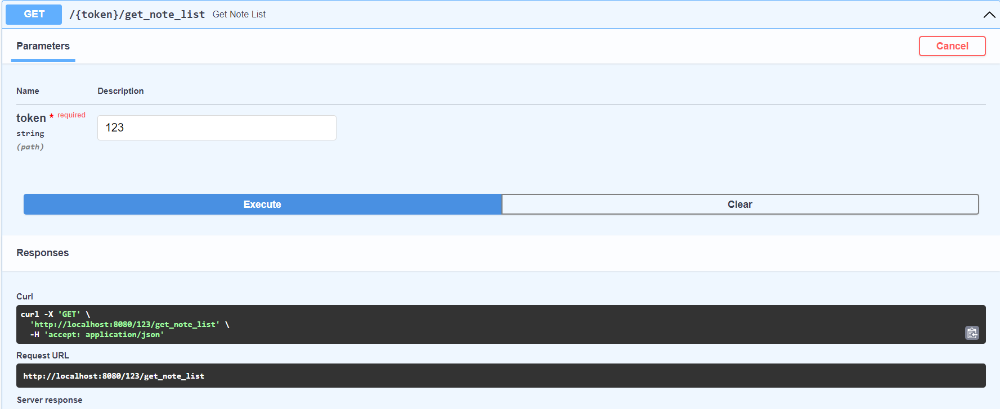 GET /{token}/get_note_list Get Note List
Parameters
Cancel
Name Description
token * required
string
(path)
123
Execute Clear
Responses
Curl
curl -X 'GET' \
  'http://localhost:8080/123/get_note_list' \
  -H 'accept: application/json'
Request URL
http://localhost:8080/123/get_note_list
Server response